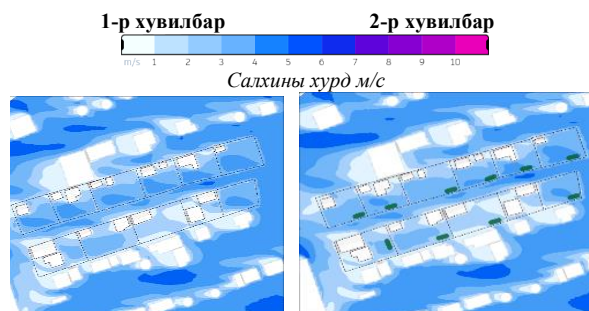 1-р хувилбар 2-р хувилбар
m/s 1 2 3 4 5 6 7 8 9 10
Салхины хурд м/с